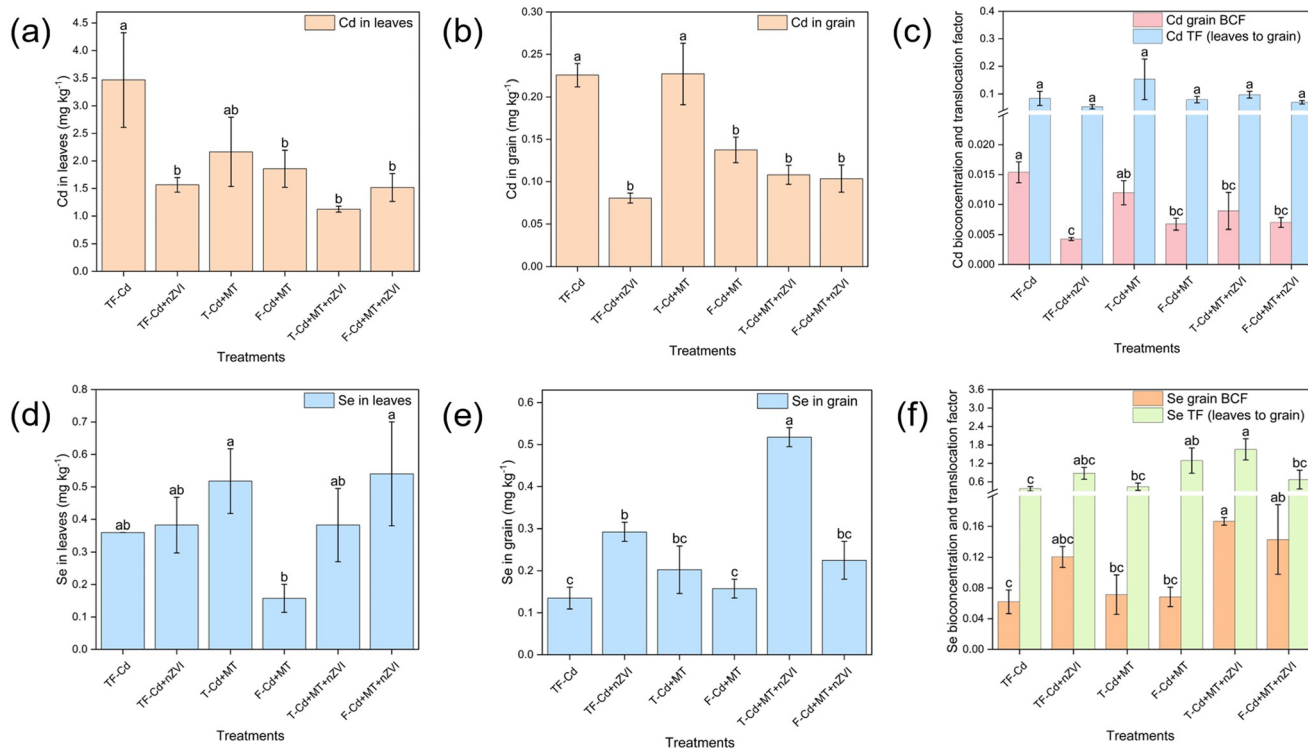 (a)
Cd in leaves
Cd in leaves (mg kg⁻¹)
4.5
4.0
3.5
3.0
2.5
2.0
1.5
1.0
0.5
0.0
a
b
ab
b
b
b
TF-Cd
TF-Cd+nZVI
T-Cd+MT
F-Cd+MT
T-Cd+MT+nZVI
F-Cd+MT+nZVI
Treatments
(b)
Cd in grain
Cd in grain (mg kg⁻¹)
0.30
0.25
0.20
0.15
0.10
0.05
0.00
a
b
a
b
b
b
TF-Cd
TF-Cd+nZVI
T-Cd+MT
F-Cd+MT
T-Cd+MT+nZVI
F-Cd+MT+nZVI
Treatments
(c)
Cd grain BCF
Cd TF (leaves to grain)
Cd bioconcentration and translocation factor
0.4
0.3
0.2
0.1
0.020
0.015
0.010
0.005
0.000
a
a
a
a
a
a
a
c
ab
bc
bc
bc
TF-Cd
TF-Cd+nZVI
T-Cd+MT
F-Cd+MT
T-Cd+MT+nZVI
F-Cd+MT+nZVI
Treatments
(d)
Se in leaves
Se in leaves (mg kg⁻¹)
0.8
0.7
0.6
0.5
0.4
0.3
0.2
0.1
0.0
ab
ab
a
b
ab
a
TF-Cd
TF-Cd+nZVI
T-Cd+MT
F-Cd+MT
T-Cd+MT+nZVI
F-Cd+MT+nZVI
Treatments
(e)
Se in grain
Se in grain (mg kg⁻¹)
0.6
0.5
0.3
0.2
0.1
0.0
c
b
bc
c
a
bc
TF-Cd
TF-Cd+nZVI
T-Cd+MT
F-Cd+MT
T-Cd+MT+nZVI
F-Cd+MT+nZVI
Treatments
(f)
Se grain BCF
Se TF (leaves to grain)
Se bioconcentration and translocation factor
3.6
3.0
2.4
1.8
1.2
0.6
0.16
0.12
0.08
0.04
0.00
c
abc
bc
ab
a
bc
c
abc
bc
bc
a
ab
TF-Cd
TF-Cd+nZVI
T-Cd+MT
F-Cd+MT
T-Cd+MT+nZVI
F-Cd+MT+nZVI
Treatments